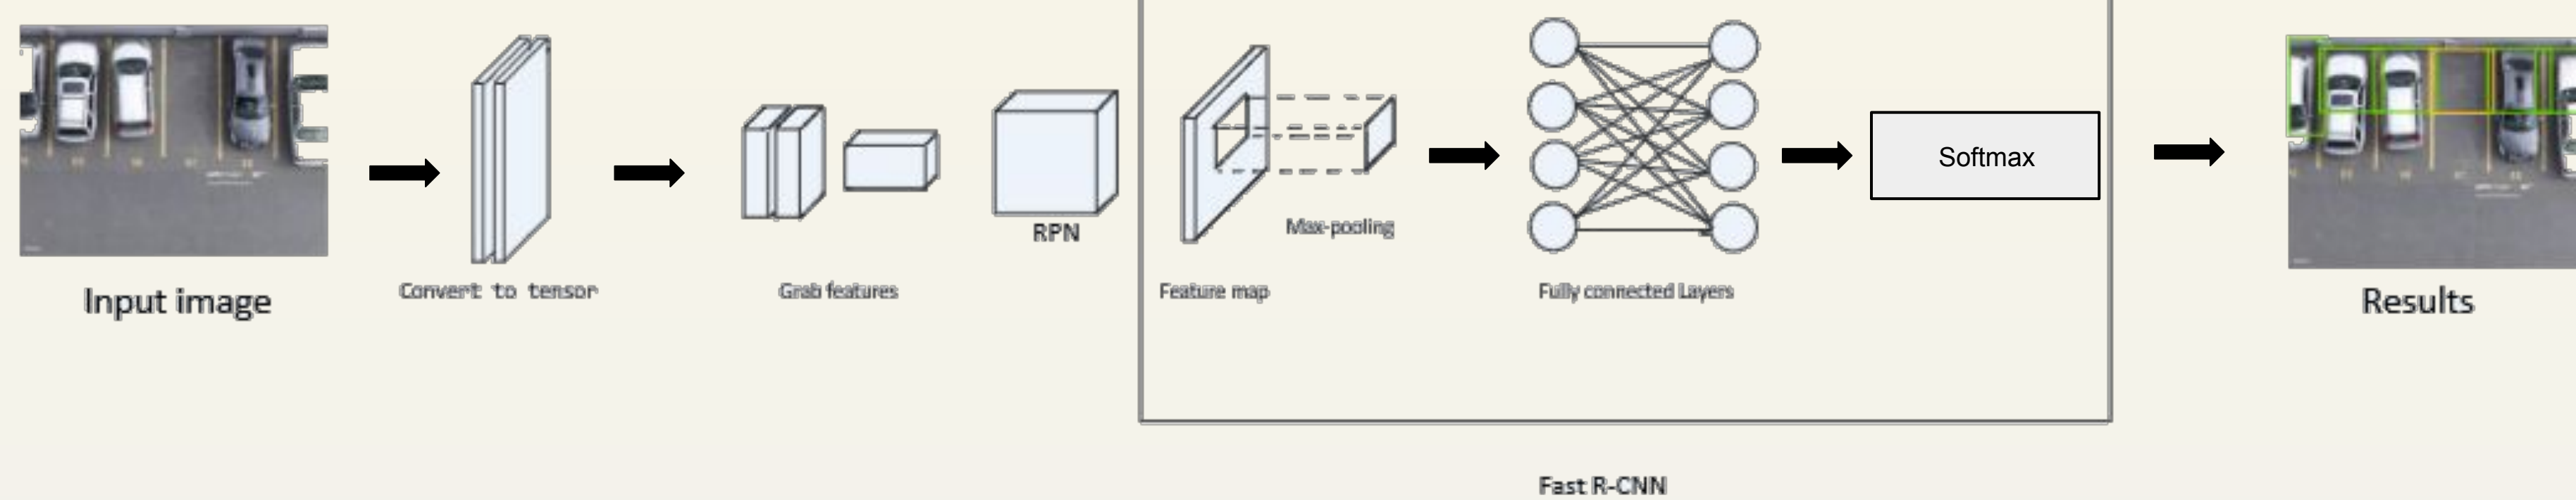 Input image
Convert to tensor
Grab features
RPN
Feature map
Max-pooling
Fully connected Layers
Softmax
Results
Fast R-CNN